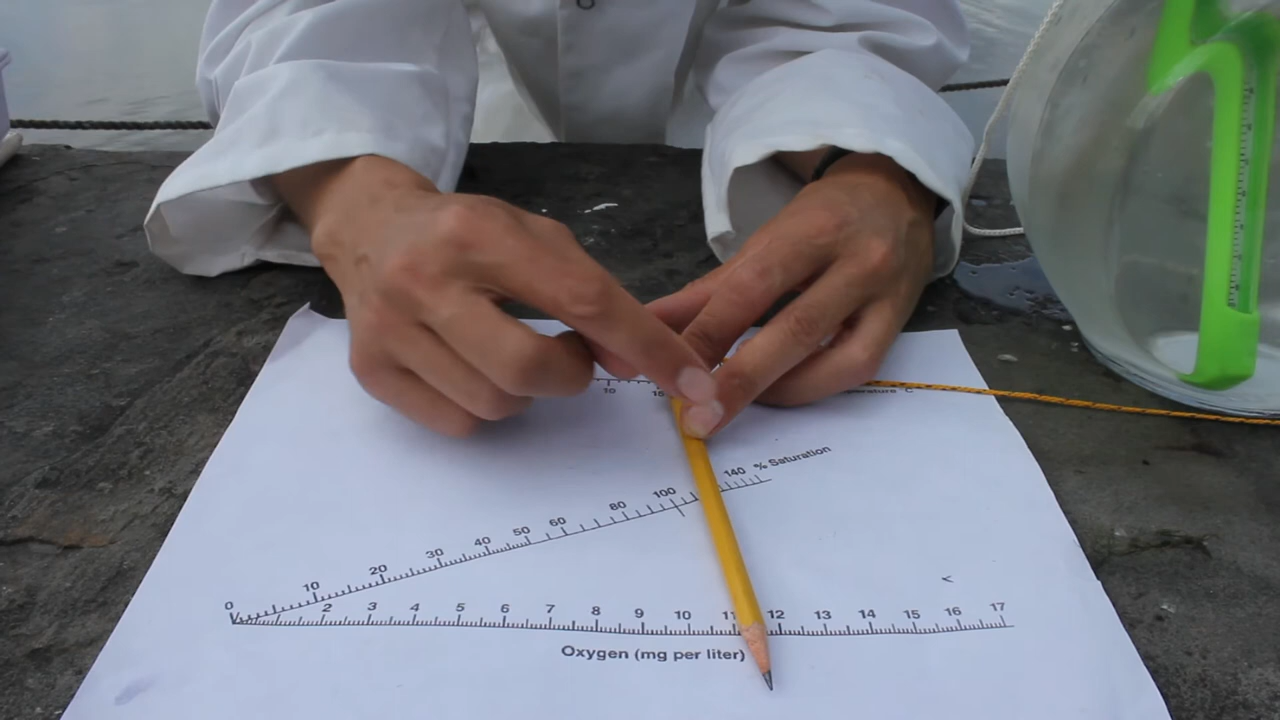 10 15
140 % Saturation
0 10 20 30 40 50 60 80 100
2 3 4 5 6 7 8 9 10 11 12 13 14 15 16 17
Oxygen (mg per liter)